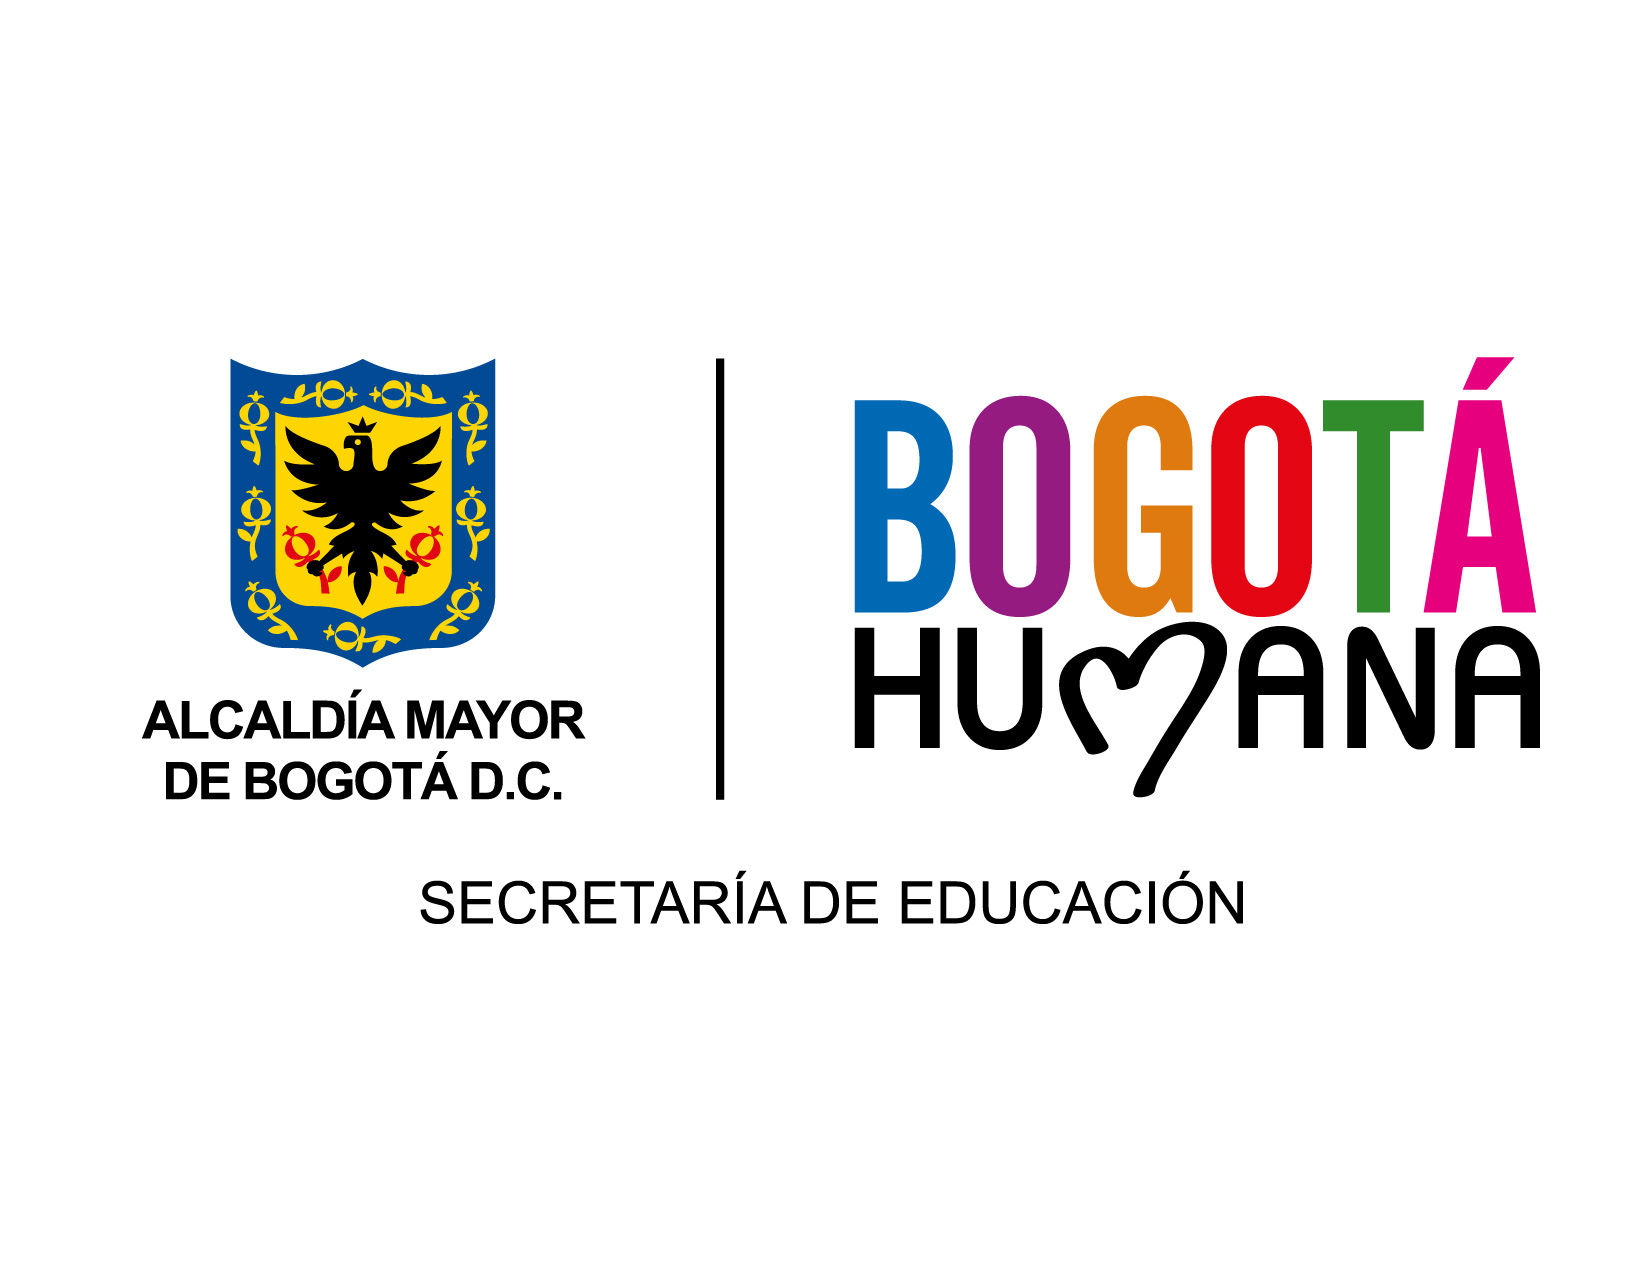 ALCALDÍA MAYOR
DE BOGOTÁ D.C.
BOGOTÁ
HUMANA
SECRETARÍA DE EDUCACIÓN